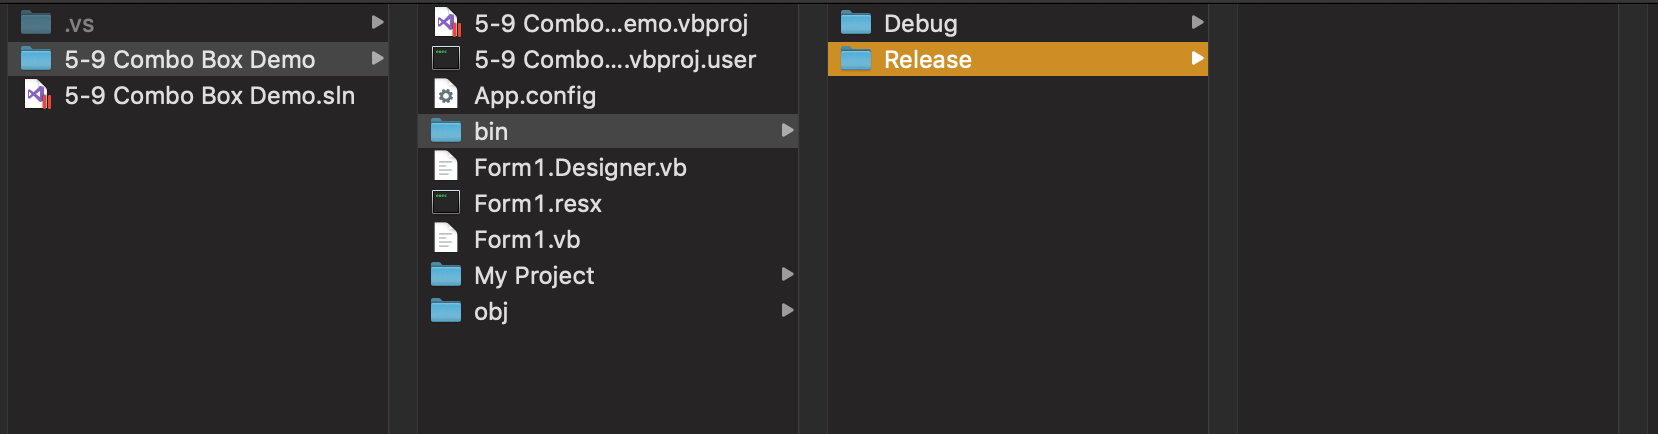 .vs
5-9 Combo Box Demo
5-9 Combo Box Demo.sln
5-9 Combo...emo.vbproj
5-9 Combo....vbproj.user
App.config
bin
Form1.Designer.vb
Form1.resx
Form1.vb
My Project
obj
Debug
Release